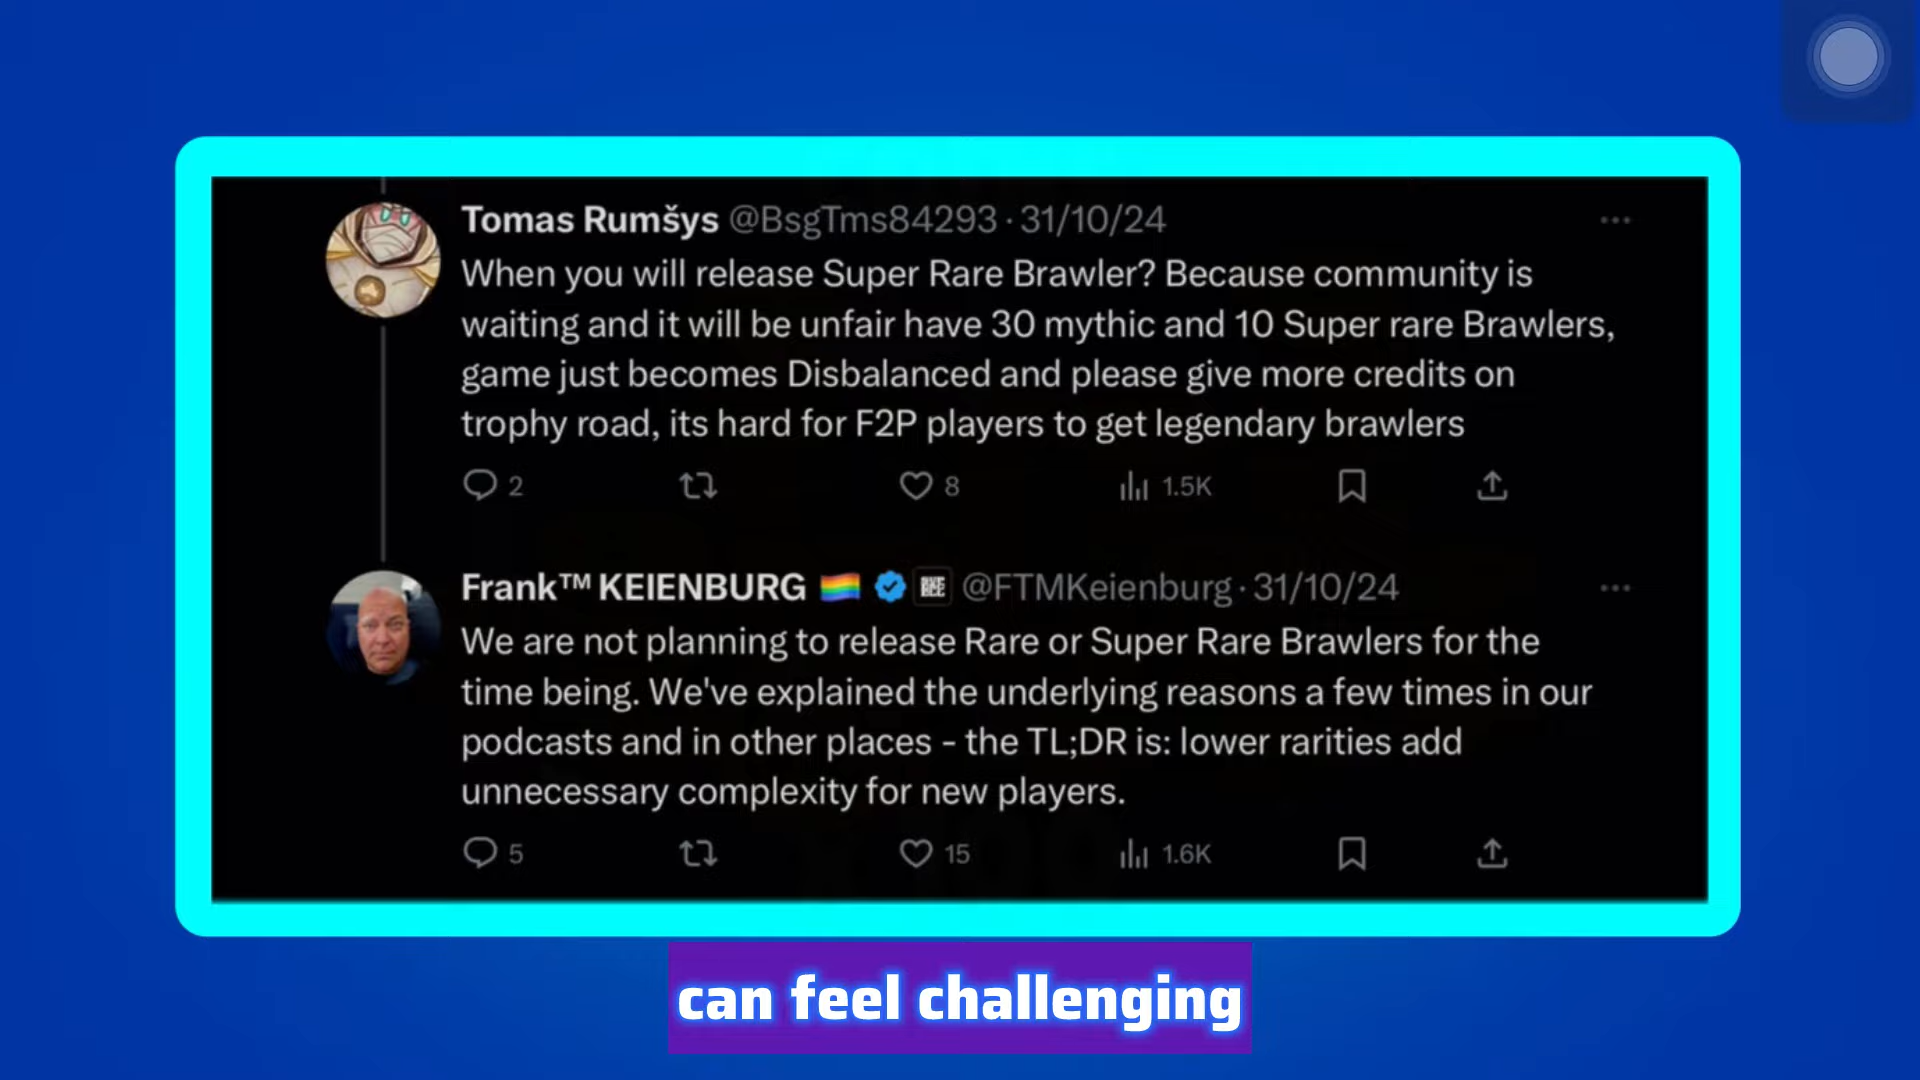 Tomas Rumšys @BsgTms84293 · 31/10/24
When you will release Super Rare Brawler? Because community is
waiting and it will be unfair have 30 mythic and 10 Super rare Brawlers,
game just becomes Disbalanced and please give more credits on
trophy road, its hard for F2P players to get legendary brawlers
2 8 1.5K
Frank™ KEIENBURG 🏳️‍🌈 @FTMKeienburg · 31/10/24
We are not planning to release Rare or Super Rare Brawlers for the
time being. We've explained the underlying reasons a few times in our
podcasts and in other places - the TL;DR is: lower rarities add
unnecessary complexity for new players.
5 15 1.6K
can feel challenging